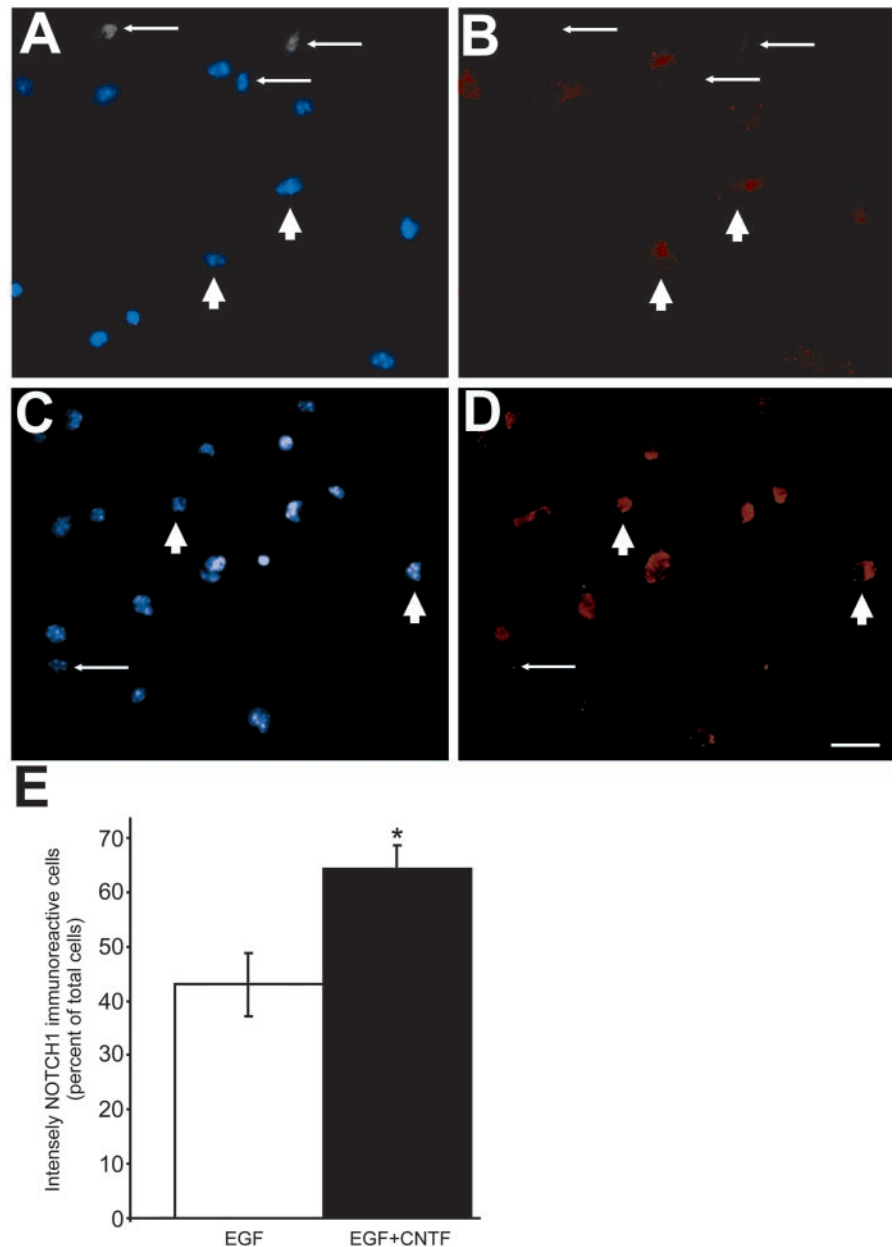 A
B
C
D
E
Intensely NOTCH1 immunoreactive cells
(percent of total cells)
70
60
50
40
30
20
10
0
*
EGF
EGF+CNTF